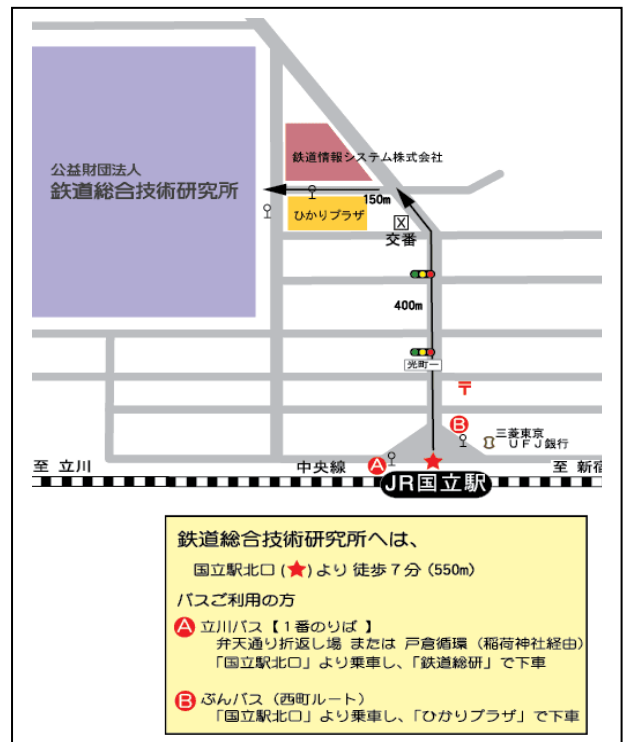 鉄道情報システム株式会社
公益財団法人
鉄道総合技術研究所
150m
ひかりプラザ
X
交番
400m
光町一
〒
B
三菱東京
UFJ銀行
至 立川
中央線
A
★
至 新宿
JR国立駅
鉄道総合技術研究所へは、
国立駅北口 (★) より 徒歩7分 (550m)
バスご利用の方
A 立川バス【1番のりば】
弁天通り折返し場 または 戸倉循環（稲荷神社経由）
「国立駅北口」より乗車し、「鉄道総研」で下車
B ぶんバス（西町ルート）
「国立駅北口」より乗車し、「ひかりプラザ」で下車